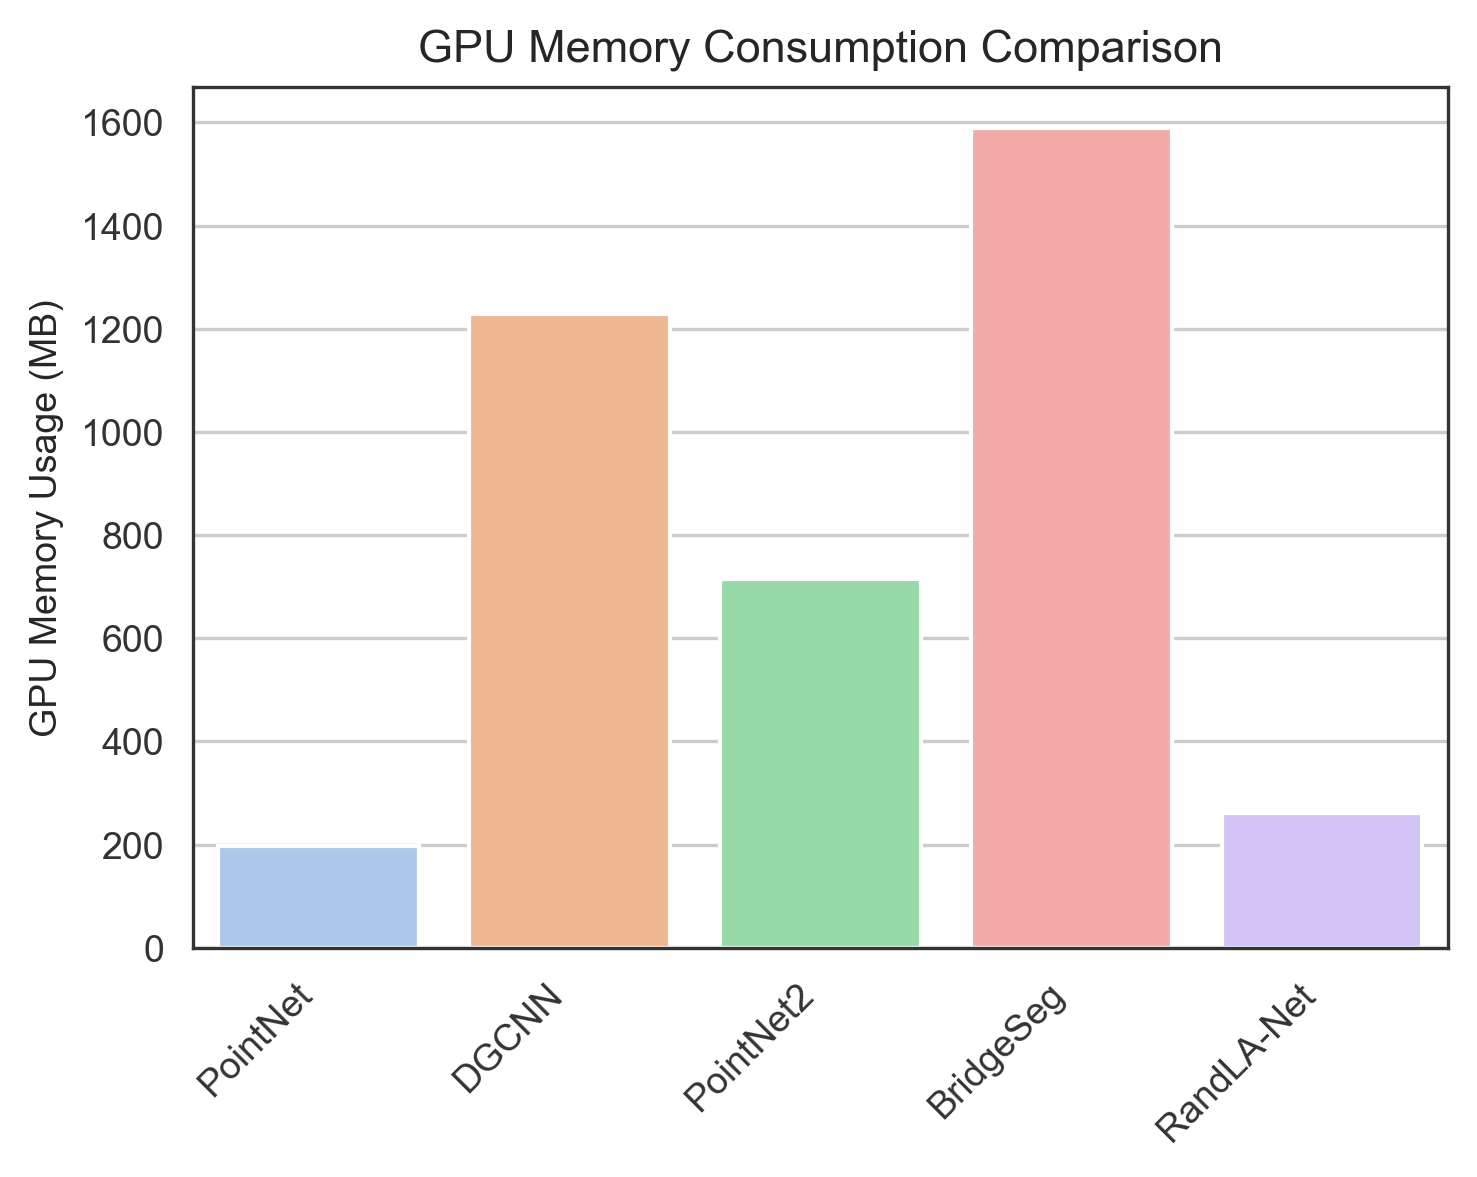 GPU Memory Consumption Comparison
GPU Memory Usage (MB)
1600
1400
1200
1000
800
600
400
200
0
PointNet
DGCNN
PointNet2
BridgeSeg
RandLA-Net